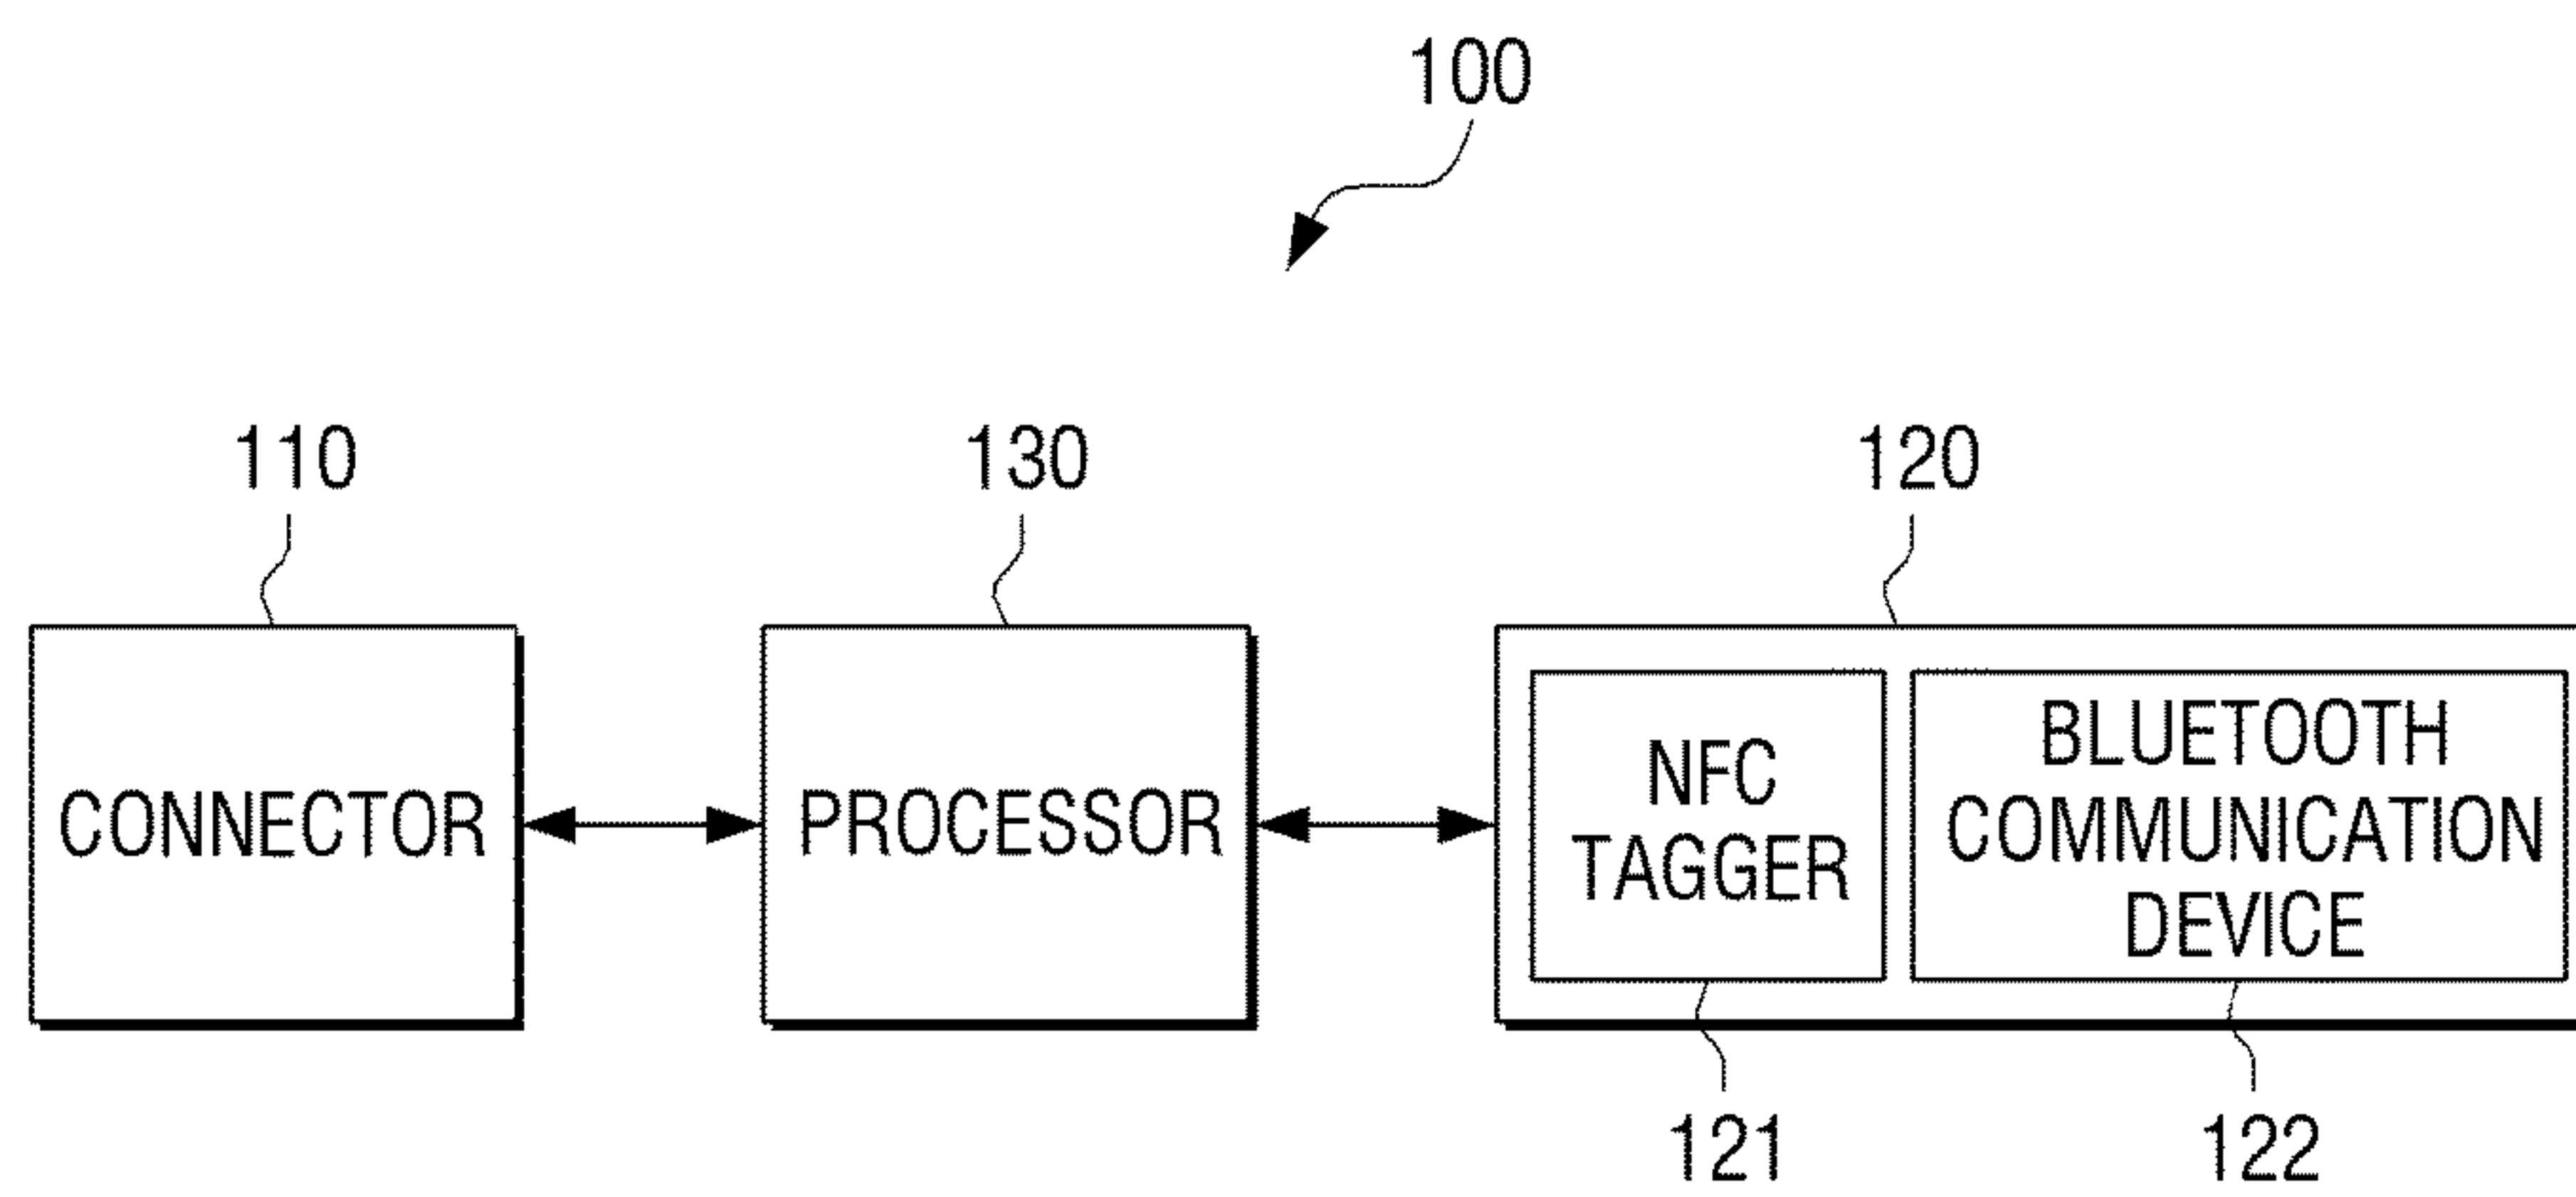 100
110
130
120
CONNECTOR
PROCESSOR
NFC
TAGGER
BLUETOOTH
COMMUNICATION
DEVICE
121
122